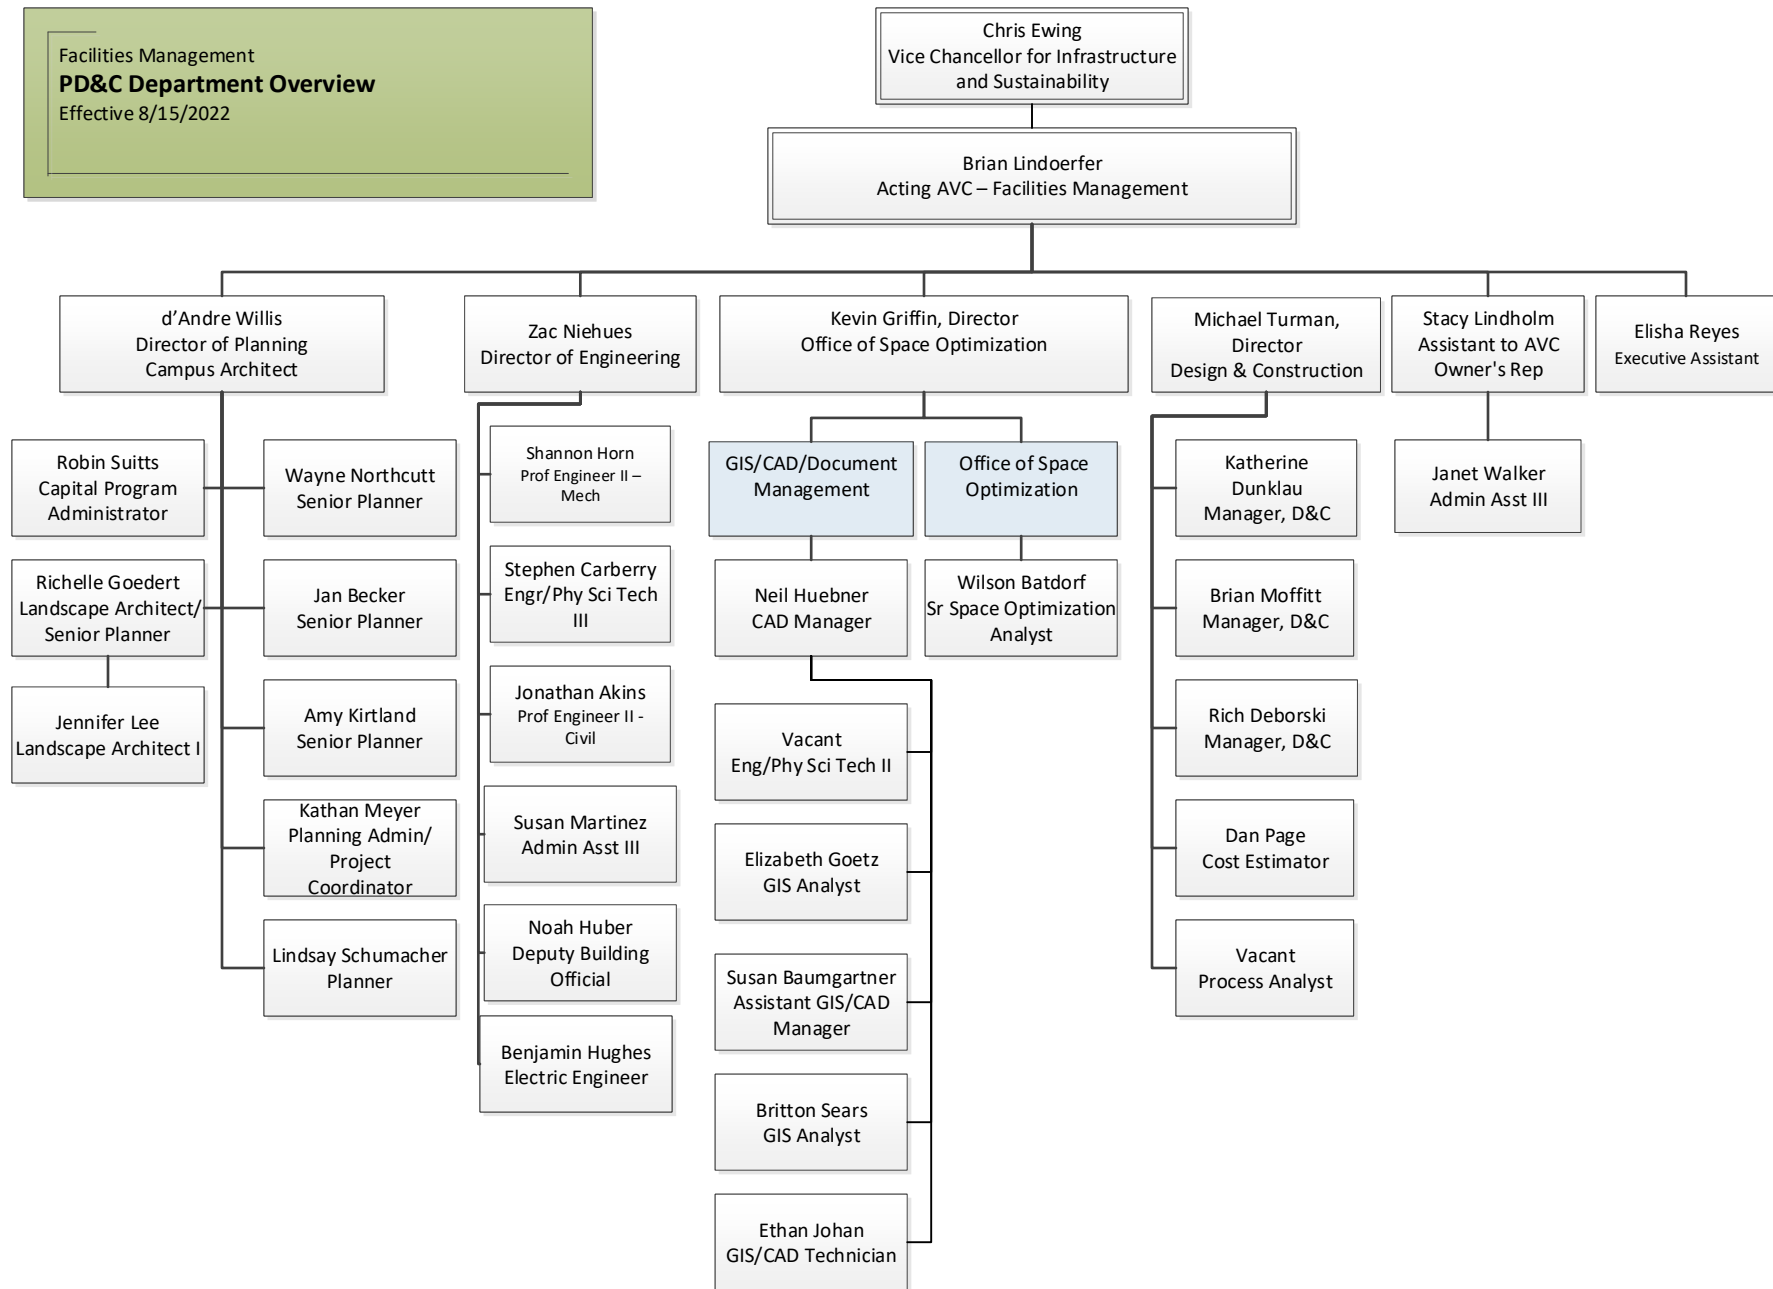 Facilities Management
PD&C Department Overview
Effective 8/15/2022
Chris Ewing
Vice Chancellor for Infrastructure
and Sustainability
Brian Lindoerfer
Acting AVC – Facilities Management
d’Andre Willis
Director of Planning
Campus Architect
Zac Niehues
Director of Engineering
Kevin Griffin, Director
Office of Space Optimization
Michael Turman,
Director
Design & Construction
Stacy Lindholm
Assistant to AVC
Owner's Rep
Elisha Reyes
Executive Assistant
Robin Suitts
Capital Program
Administrator
Richelle Goedert
Landscape Architect/
Senior Planner
Jennifer Lee
Landscape Architect I
Wayne Northcutt
Senior Planner
Jan Becker
Senior Planner
Amy Kirtland
Senior Planner
Kathan Meyer
Planning Admin/
Project
Coordinator
Lindsay Schumacher
Planner
Shannon Horn
Prof Engineer II –
Mech
Stephen Carberry
Engr/Phy Sci Tech
III
Jonathan Akins
Prof Engineer II -
Civil
Susan Martinez
Admin Asst III
Noah Huber
Deputy Building
Official
Benjamin Hughes
Electric Engineer
GIS/CAD/Document
Management
Office of Space
Optimization
Neil Huebner
CAD Manager
Wilson Batdorf
Sr Space Optimization
Analyst
Vacant
Eng/Phy Sci Tech II
Elizabeth Goetz
GIS Analyst
Susan Baumgartner
Assistant GIS/CAD
Manager
Britton Sears
GIS Analyst
Ethan Johan
GIS/CAD Technician
Katherine
Dunklau
Manager, D&C
Brian Moffitt
Manager, D&C
Rich Deborski
Manager, D&C
Dan Page
Cost Estimator
Vacant
Process Analyst
Janet Walker
Admin Asst III